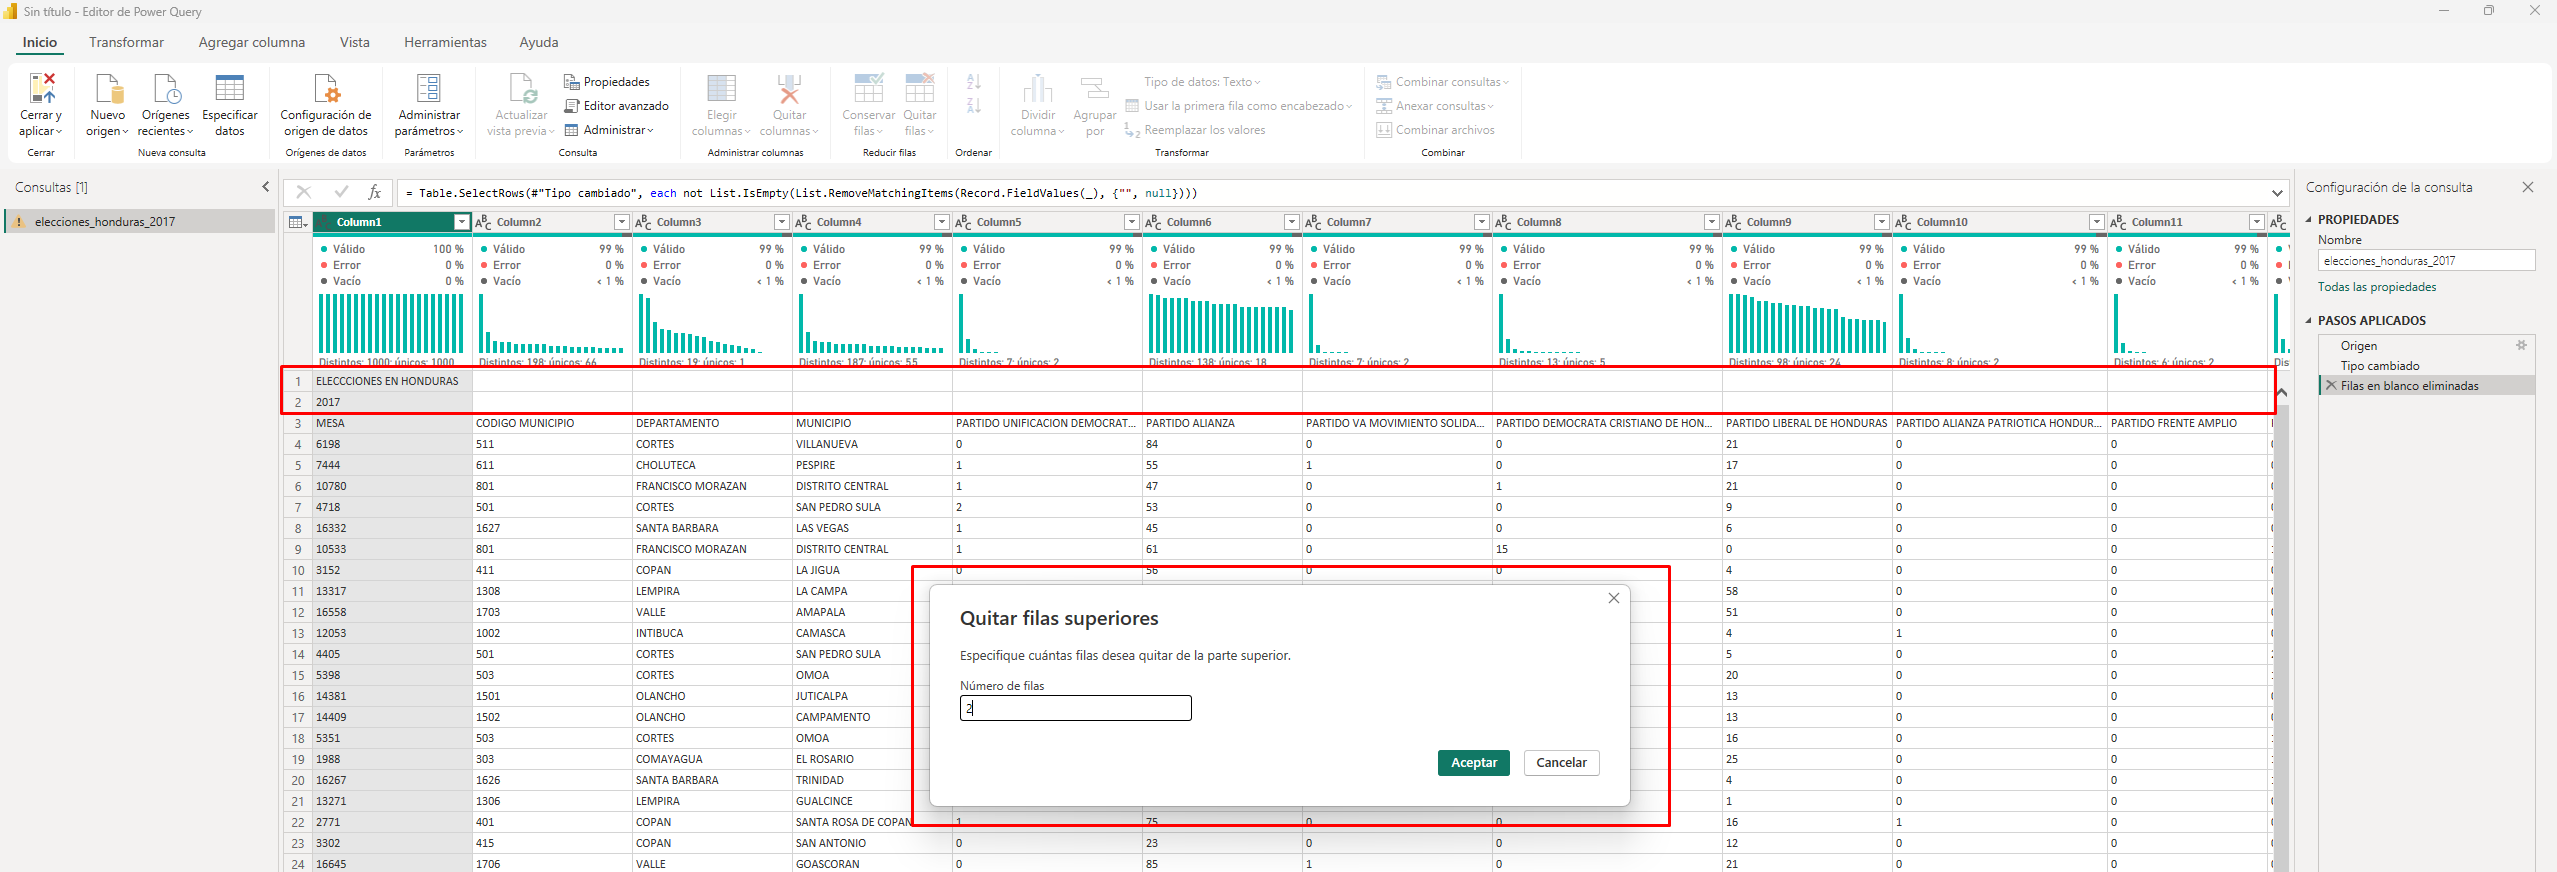 Sin título - Editor de Power Query
Inicio Transformar Agregar columna Vista Herramientas Ayuda
Cerrar y aplicar
Cerrar
Nuevo origen
Orígenes recientes
Especificar datos
Nueva consulta
Configuración de origen de datos
Orígenes de datos
Administrar parámetros
Parámetros
Actualizar vista previa
Propiedades
Editor avanzado
Administrar
Consulta
Elegir columnas
Quitar columnas
Administrar columnas
Conservar filas
Quitar filas
Reducir filas
Ordenar
Dividir columna
Agrupar por
Tipo de datos: Texto
Usar la primera fila como encabezado
Reemplazar los valores
Transformar
Combinar consultas
Anexar consultas
Combinar archivos
Combinar
Consultas [1]
elecciones_honduras_2017
= Table.SelectRows(#"Tipo cambiado", each not List.IsEmpty(List.RemoveMatchingItems(Record.FieldValues(_), {"", null})))
Column1 Column2 Column3 Column4 Column5 Column6 Column7 Column8 Column9 Column10 Column11
Válido 100 % Válido 99 % Válido 99 % Válido 99 % Válido 99 % Válido 99 % Válido 99 % Válido 99 % Válido 99 % Válido 99 % Válido 99 %
Error 0 % Error 0 % Error 0 % Error 0 % Error 0 % Error 0 % Error 0 % Error 0 % Error 0 % Error 0 % Error 0 %
Vacío 0 % Vacío < 1 % Vacío < 1 % Vacío < 1 % Vacío < 1 % Vacío < 1 % Vacío < 1 % Vacío < 1 % Vacío < 1 % Vacío < 1 % Vacío < 1 %
Distintos: 1000; únicos: 1000 Distintos: 198; únicos: 66 Distintos: 19; únicos: 1 Distintos: 187; únicos: 55 Distintos: 7; únicos: 2 Distintos: 138; únicos: 18 Distintos: 7; únicos: 2 Distintos: 13; únicos: 5 Distintos: 98; únicos: 24 Distintos: 8; únicos: 2 Distintos: 6; únicos: 2
1 ELECCCIONES EN HONDURAS
2 2017
3 MESA CODIGO MUNICIPIO DEPARTAMENTO MUNICIPIO PARTIDO UNIFICACION DEMOCRAT... PARTIDO ALIANZA PARTIDO VA MOVIMIENTO SOLIDA... PARTIDO DEMOCRATA CRISTIANO DE HON... PARTIDO LIBERAL DE HONDURAS PARTIDO ALIANZA PATRIOTICA HONDUR... PARTIDO FRENTE AMPLIO
4 6198 511 CORTES VILLANUEVA 0 84 0 0 21 0 0
5 7444 611 CHOLUTECA PESPIRE 1 55 1 0 17 0 0
6 10780 801 FRANCISCO MORAZAN DISTRITO CENTRAL 1 47 0 1 21 0 0
7 4718 501 CORTES SAN PEDRO SULA 2 53 0 0 9 0 0
8 16332 1627 SANTA BARBARA LAS VEGAS 1 45 0 0 6 0 0
9 10533 801 FRANCISCO MORAZAN DISTRITO CENTRAL 1 61 0 15 0 0 0
10 3152 411 COPAN LA JIGUA 0 56 0 0 4 0 0
11 13317 1308 LEMPIRA LA CAMPA 58 0 0
12 16558 1703 VALLE AMAPALA 51 0 0
13 12053 1002 INTIBUCA CAMASCA 4 1 0
14 4405 501 CORTES SAN PEDRO SULA 5 0 0
15 5398 503 CORTES OMOA 20 0 0
16 14381 1501 OLANCHO JUTICALPA 13 0 0
17 14409 1502 OLANCHO CAMPAMENTO 13 0 0
18 5351 503 CORTES OMOA 16 0 0
19 1988 303 COMAYAGUA EL ROSARIO 25 0 0
20 16267 1626 SANTA BARBARA TRINIDAD 4 0 0
21 13271 1306 LEMPIRA GUALCINCE 1 0 0
22 2771 401 COPAN SANTA ROSA DE COPAN 1 75 0 0 16 1 0
23 3302 415 COPAN SAN ANTONIO 0 23 0 0 12 0 0
24 16645 1706 VALLE GOASCORAN 0 85 1 0 21 0 0
Quitar filas superiores
Especifique cuántas filas desea quitar de la parte superior.
Número de filas
2
Aceptar Cancelar
Configuración de la consulta
PROPIEDADES
Nombre
elecciones_honduras_2017
Todas las propiedades
PASOS APLICADOS
Origen
Tipo cambiado
Filas en blanco eliminadas